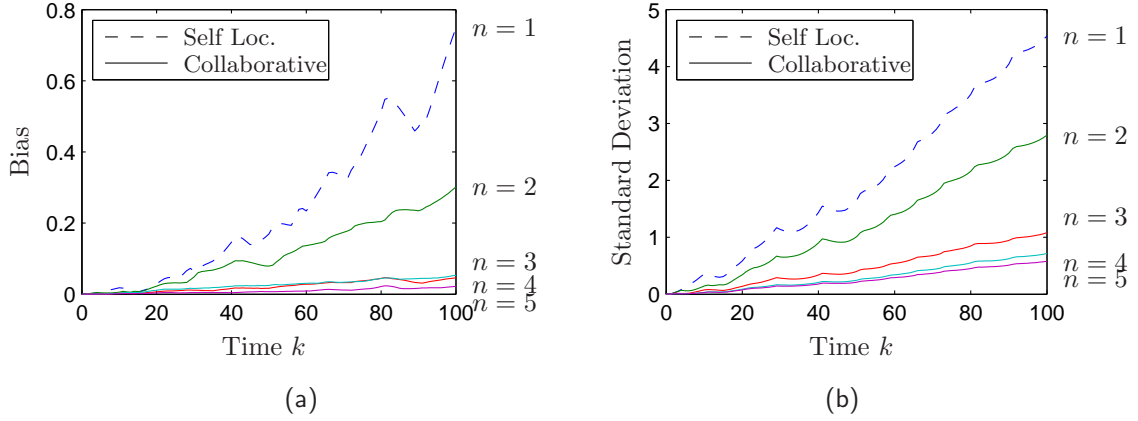 0.8
0.6
0.4
0.2
0
0
20
40
60
80
100
Bias
Time k
Self Loc.
Collaborative
n = 1
n = 2
n = 3
n = 4
n = 5
(a)
5
4
3
2
1
0
0
20
40
60
80
100
Standard Deviation
Time k
Self Loc.
Collaborative
n = 1
n = 2
n = 3
n = 4
n = 5
(b)